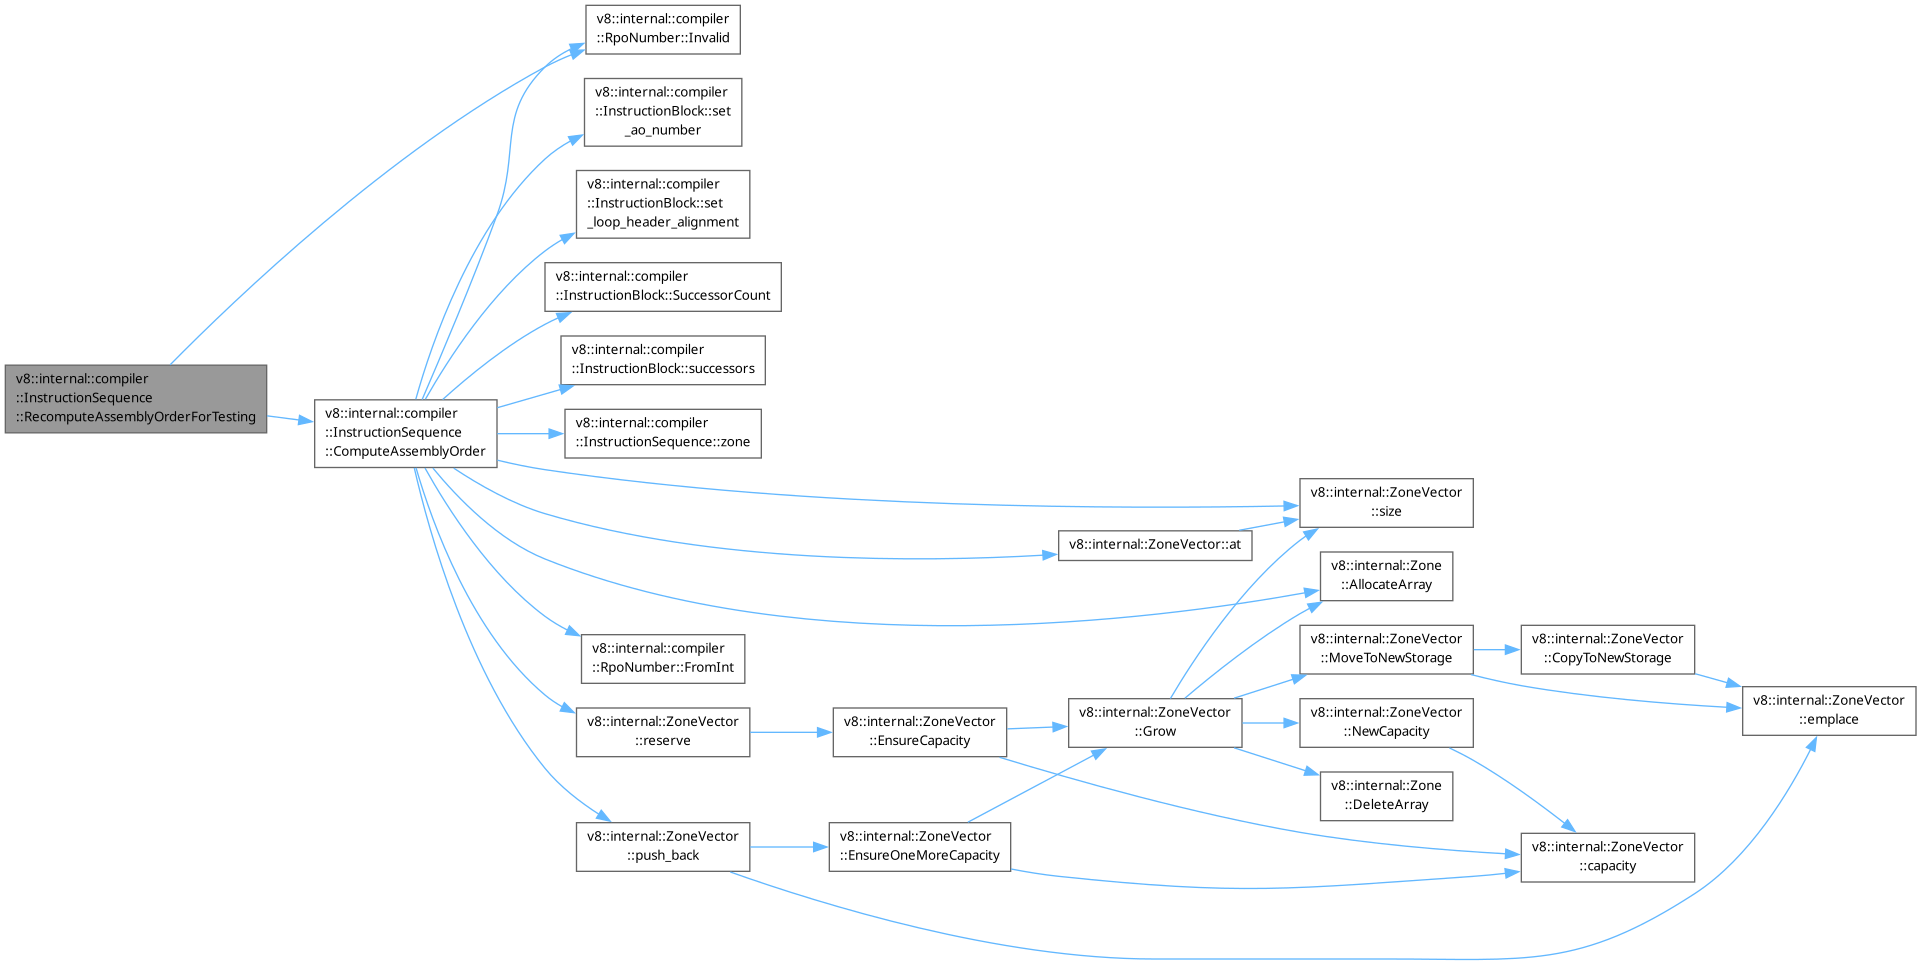 v8::internal::compiler
::RpoNumber::Invalid
v8::internal::compiler
::InstructionBlock::set
_ao_number
v8::internal::compiler
::InstructionBlock::set
_loop_header_alignment
v8::internal::compiler
::InstructionBlock::SuccessorCount
v8::internal::compiler
::InstructionBlock::successors
v8::internal::compiler
::InstructionSequence
::RecomputeAssemblyOrderForTesting
v8::internal::compiler
::InstructionSequence
::ComputeAssemblyOrder
v8::internal::compiler
::InstructionSequence::zone
v8::internal::ZoneVector
::size
v8::internal::ZoneVector::at
v8::internal::Zone
::AllocateArray
v8::internal::compiler
::RpoNumber::FromInt
v8::internal::ZoneVector
::MoveToNewStorage
v8::internal::ZoneVector
::CopyToNewStorage
v8::internal::ZoneVector
::emplace
v8::internal::ZoneVector
::reserve
v8::internal::ZoneVector
::EnsureCapacity
v8::internal::ZoneVector
::Grow
v8::internal::ZoneVector
::NewCapacity
v8::internal::Zone
::DeleteArray
v8::internal::ZoneVector
::push_back
v8::internal::ZoneVector
::EnsureOneMoreCapacity
v8::internal::ZoneVector
::capacity